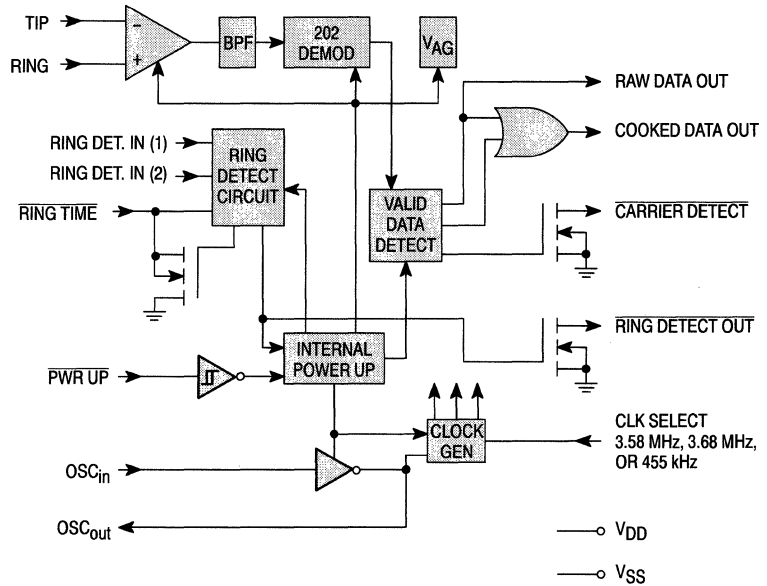 TIP
RING
−
+
BPF
202
DEMOD
VAG
RAW DATA OUT
COOKED DATA OUT
RING DET. IN (1)
RING DET. IN (2)
RING TIME
RING
DETECT
CIRCUIT
VALID
DATA
DETECT
CARRIER DETECT
RING DETECT OUT
INTERNAL
POWER UP
PWR UP
CLOCK
GEN
CLK SELECT
3.58 MHz, 3.68 MHz,
OR 455 kHz
OSCin
OSCout
VDD
VSS